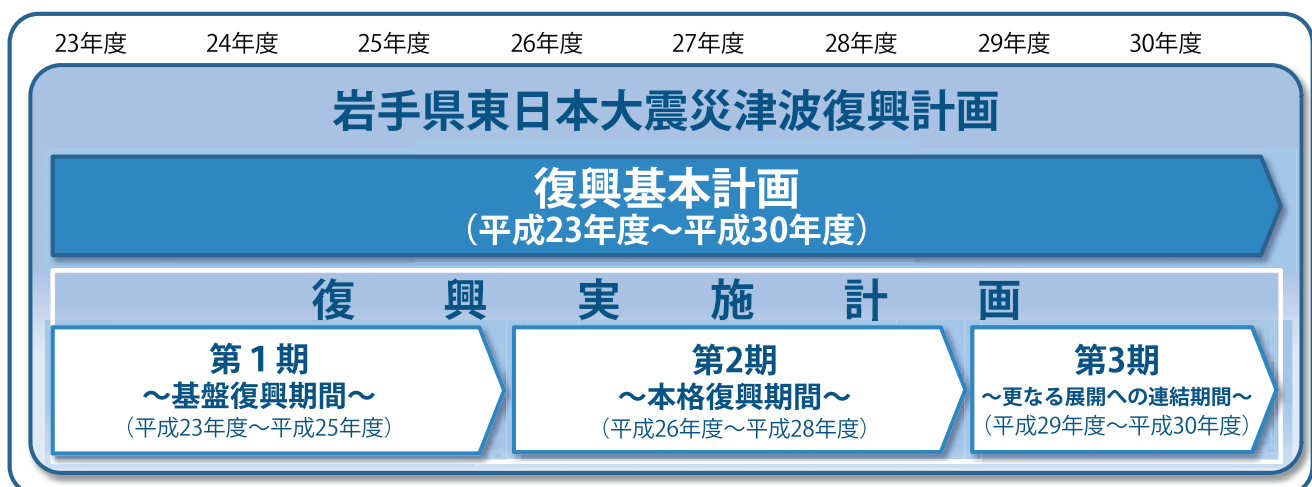 23年度 24年度 25年度 26年度 27年度 28年度 29年度 30年度
岩手県東日本大震災津波復興計画
復興基本計画
(平成23年度～平成30年度)
復興実施計画
第1期
～基盤復興期間～
(平成23年度～平成25年度)
第2期
～本格復興期間～
(平成26年度～平成28年度)
第3期
～更なる展開への連結期間～
(平成29年度～平成30年度)